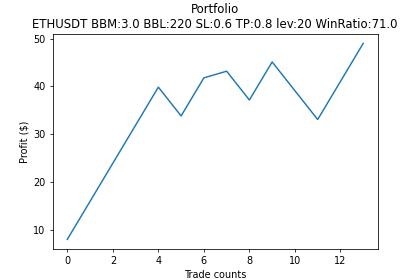 Portfolio
ETHUSDT BBM:3.0 BBL:220 SL:0.6 TP:0.8 lev:20 WinRatio:71.0
50
40
30
20
10
Profit ($)
0 2 4 6 8 10 12
Trade counts